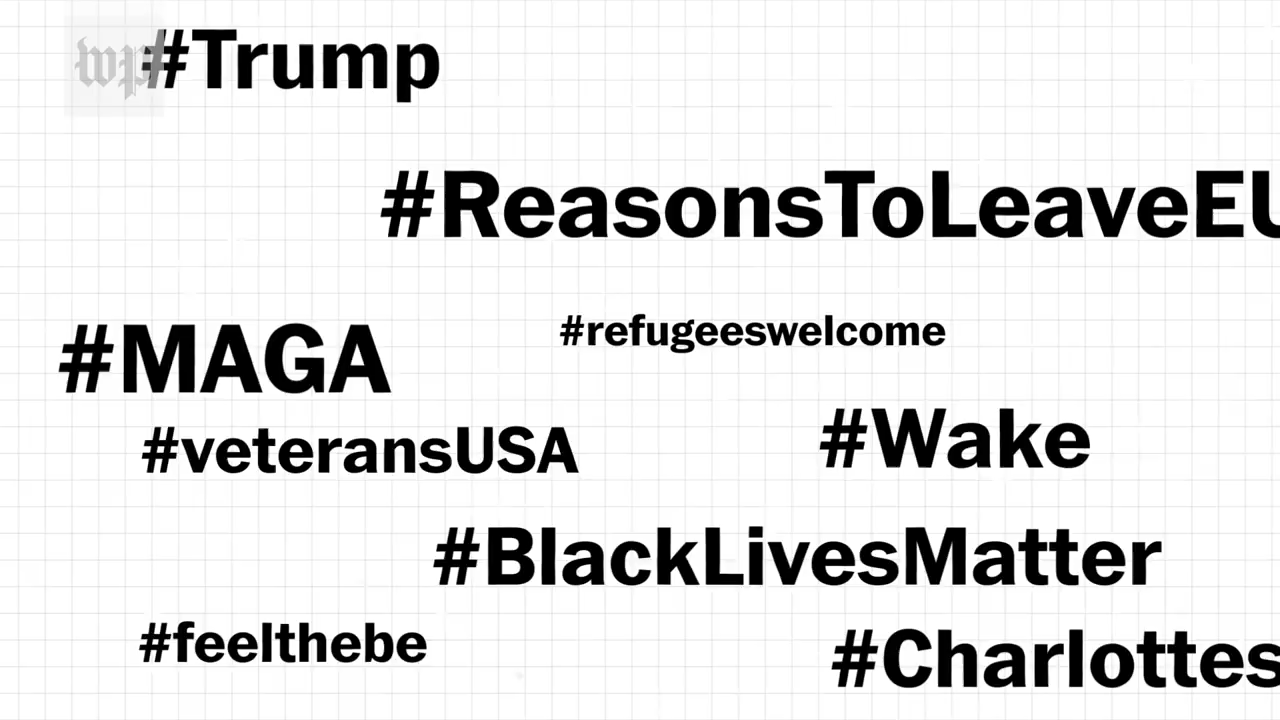 wp
#Trump
#ReasonsToLeaveEU
#refugeeswelcome
#MAGA
#Wake
#veteransUSA
#BlackLivesMatter
#feelthebe
#Charlottes